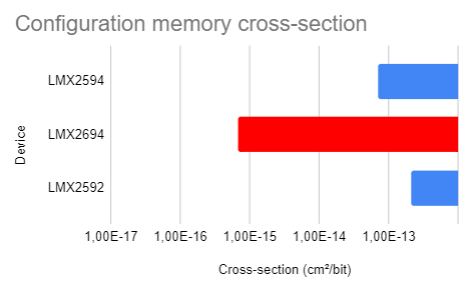 Configuration memory cross-section
LMX2594
LMX2694
LMX2592
Device
1,00E-17 1,00E-16 1,00E-15 1,00E-14 1,00E-13
Cross-section (cm²/bit)